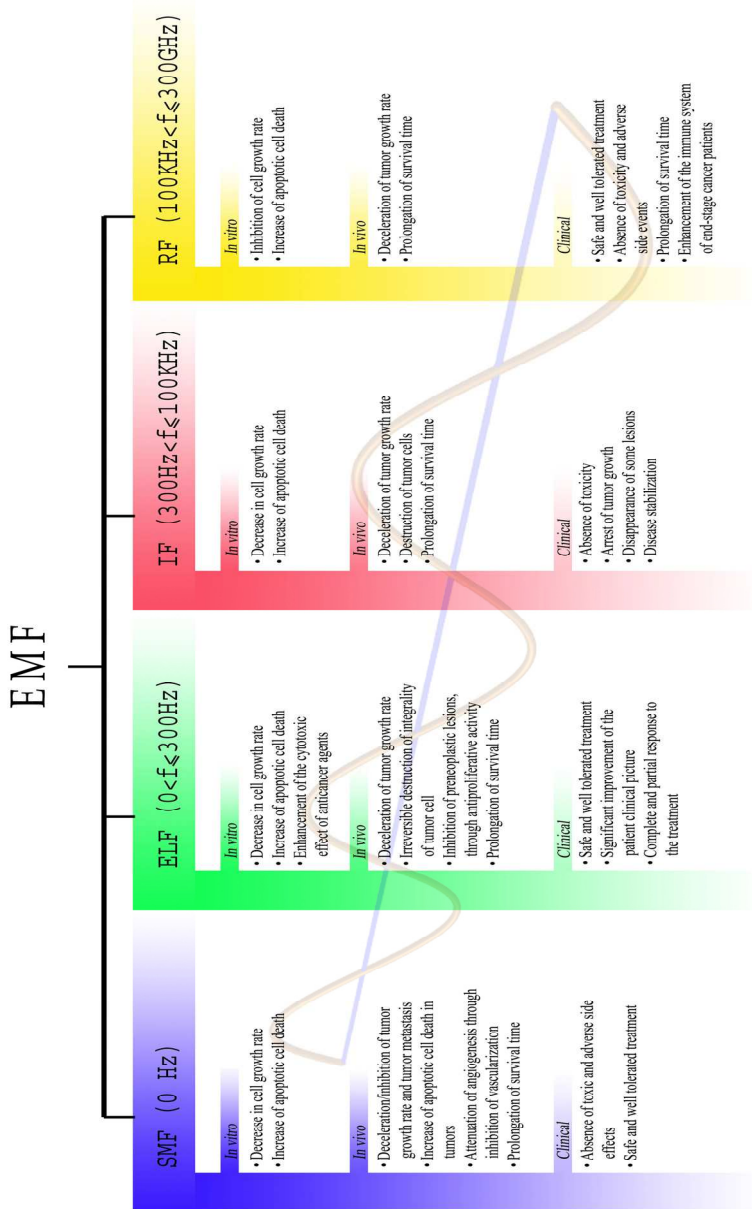 EMF
SMF (0 Hz)
In vitro
• Decrease in cell growth rate
• Increase of apoptotic cell death
In vivo
• Deceleration/inhibition of tumor
growth rate and tumor metastasis
• Increase of apoptotic cell death in
tumors
• Attenuation of angiogenesis through
inhibition of vascularization
• Prolongation of survival time
Clinical
• Absence of toxic and adverse side
effects
• Safe and well tolerated treatment
ELF (0<f⩽300Hz)
In vitro
• Decrease in cell growth rate
• Increase of apoptotic cell death
• Enhancement of the cytotoxic
effect of anticancer agents
In vivo
• Deceleration of tumor growth rate
• Irreversible destruction of integrality
of tumor cell
• Inhibition of preneoplastic lesions,
through antiproliferative activity
• Prolongation of survival time
Clinical
• Safe and well tolerated treatment
• Significant improvement of the
patient clinical picture
• Complete and partial response to
the treatment
IF (300Hz<f⩽100KHz)
In vitro
• Decrease in cell growth rate
• Increase of apoptotic cell death
In vivo
• Deceleration of tumor growth rate
• Destruction of tumor cells
• Prolongation of survival time
Clinical
• Absence of toxicity
• Arrest of tumor growth
• Disappearance of some lesions
• Disease stabilization
RF (100KHz<f⩽300GHz)
In vitro
• Inhibition of cell growth rate
• Increase of apoptotic cell death
In vivo
• Deceleration of tumor growth rate
• Prolongation of survival time
Clinical
• Safe and well tolerated treatment
• Absence of toxicity and adverse
side events
• Prolongation of survival time
• Enhancement of the immune system
of end-stage cancer patients